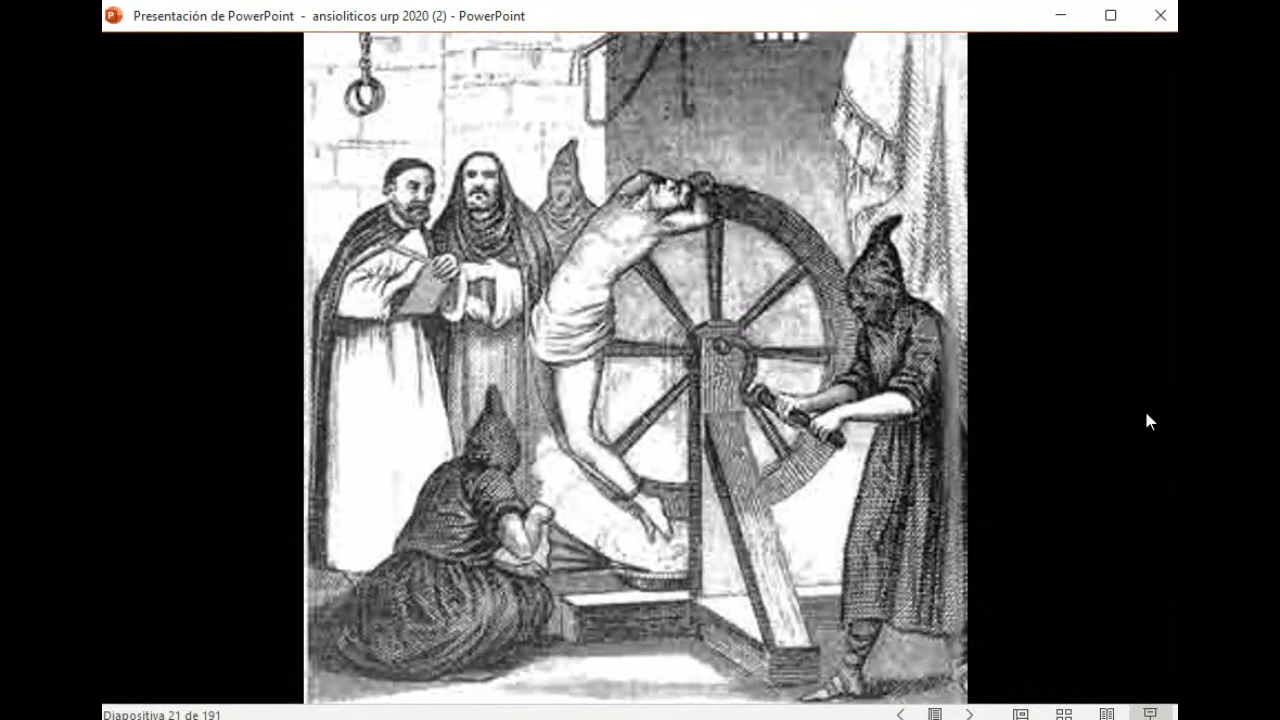 Presentación de PowerPoint - ansioliticos urp 2020 (2) - PowerPoint
Diapositiva 21 de 191